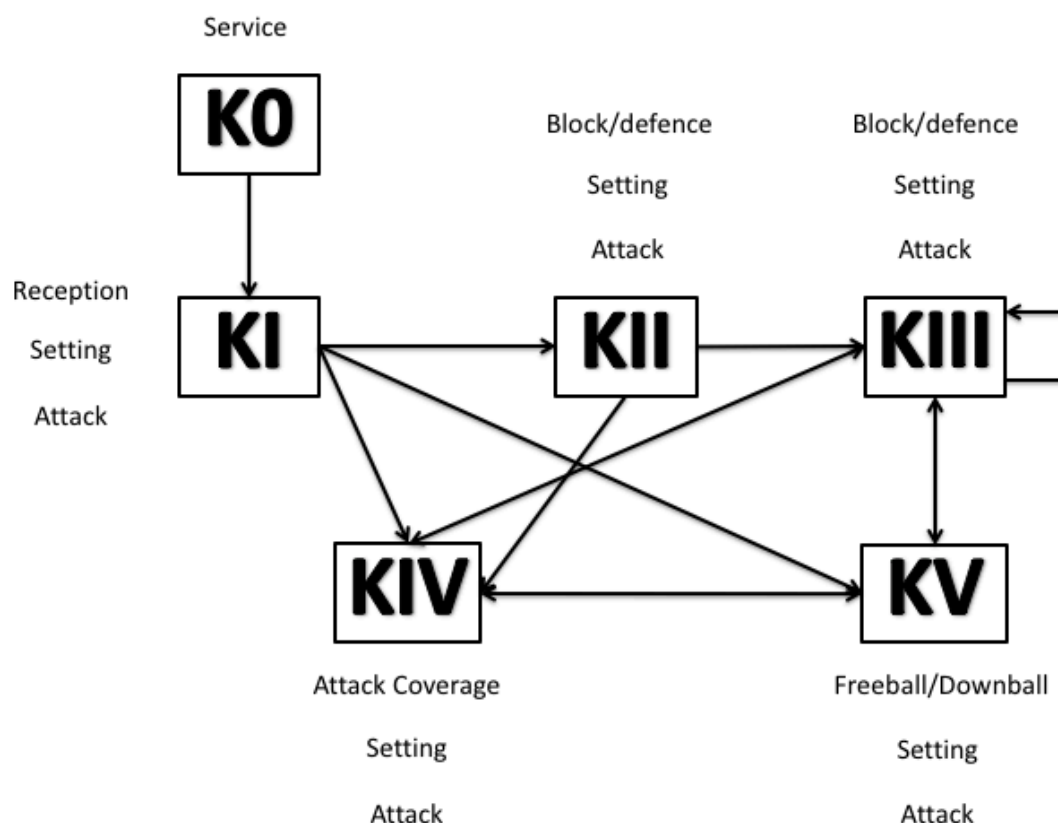 Service
K0
Block/defence
Setting
Attack
Block/defence
Setting
Attack
Reception
Setting
Attack
KI
KII
KIII
KIV
KV
Attack Coverage
Setting
Attack
Freeball/Downball
Setting
Attack